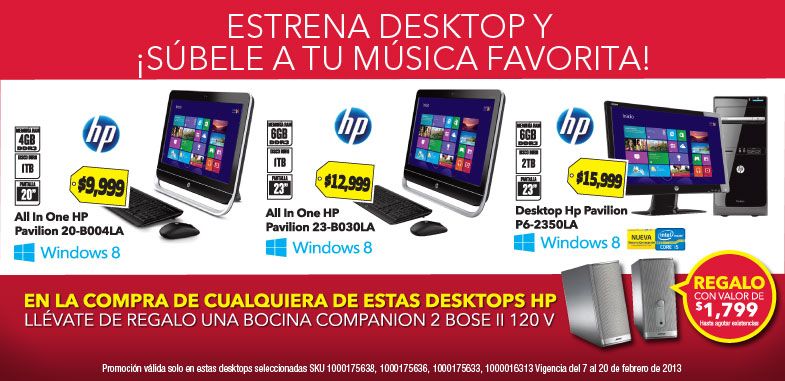 ESTRENA DESKTOP Y
¡SÚBELE A TU MÚSICA FAVORITA!
hp
MEMORIA RAM
4GB
DDR3
DISCO DURO
1TB
PANTALLA
20"
$9,999
All In One HP
Pavilion 20-B004LA
Windows 8
hp
MEMORIA RAM
6GB
DDR3
DISCO DURO
1TB
PANTALLA
23"
$12,999
All In One HP
Pavilion 23-B030LA
Windows 8
hp
MEMORIA RAM
6GB
DDR3
DISCO DURO
2TB
PANTALLA
23"
Inicio
$15,999
Desktop Hp Pavilion
P6-2350LA
Windows 8
NUEVA
intel
CORE i5
EN LA COMPRA DE CUALQUIERA DE ESTAS DESKTOPS HP
LLÉVATE DE REGALO UNA BOCINA COMPANION 2 BOSE II 120 V
REGALO
CON VALOR DE
$1,799
Hasta agotar existencias
Promoción válida solo en estas desktops seleccionadas SKU 1000175638, 1000175636, 1000175633, 1000016313 Vigencia del 7 al 20 de febrero de 2013